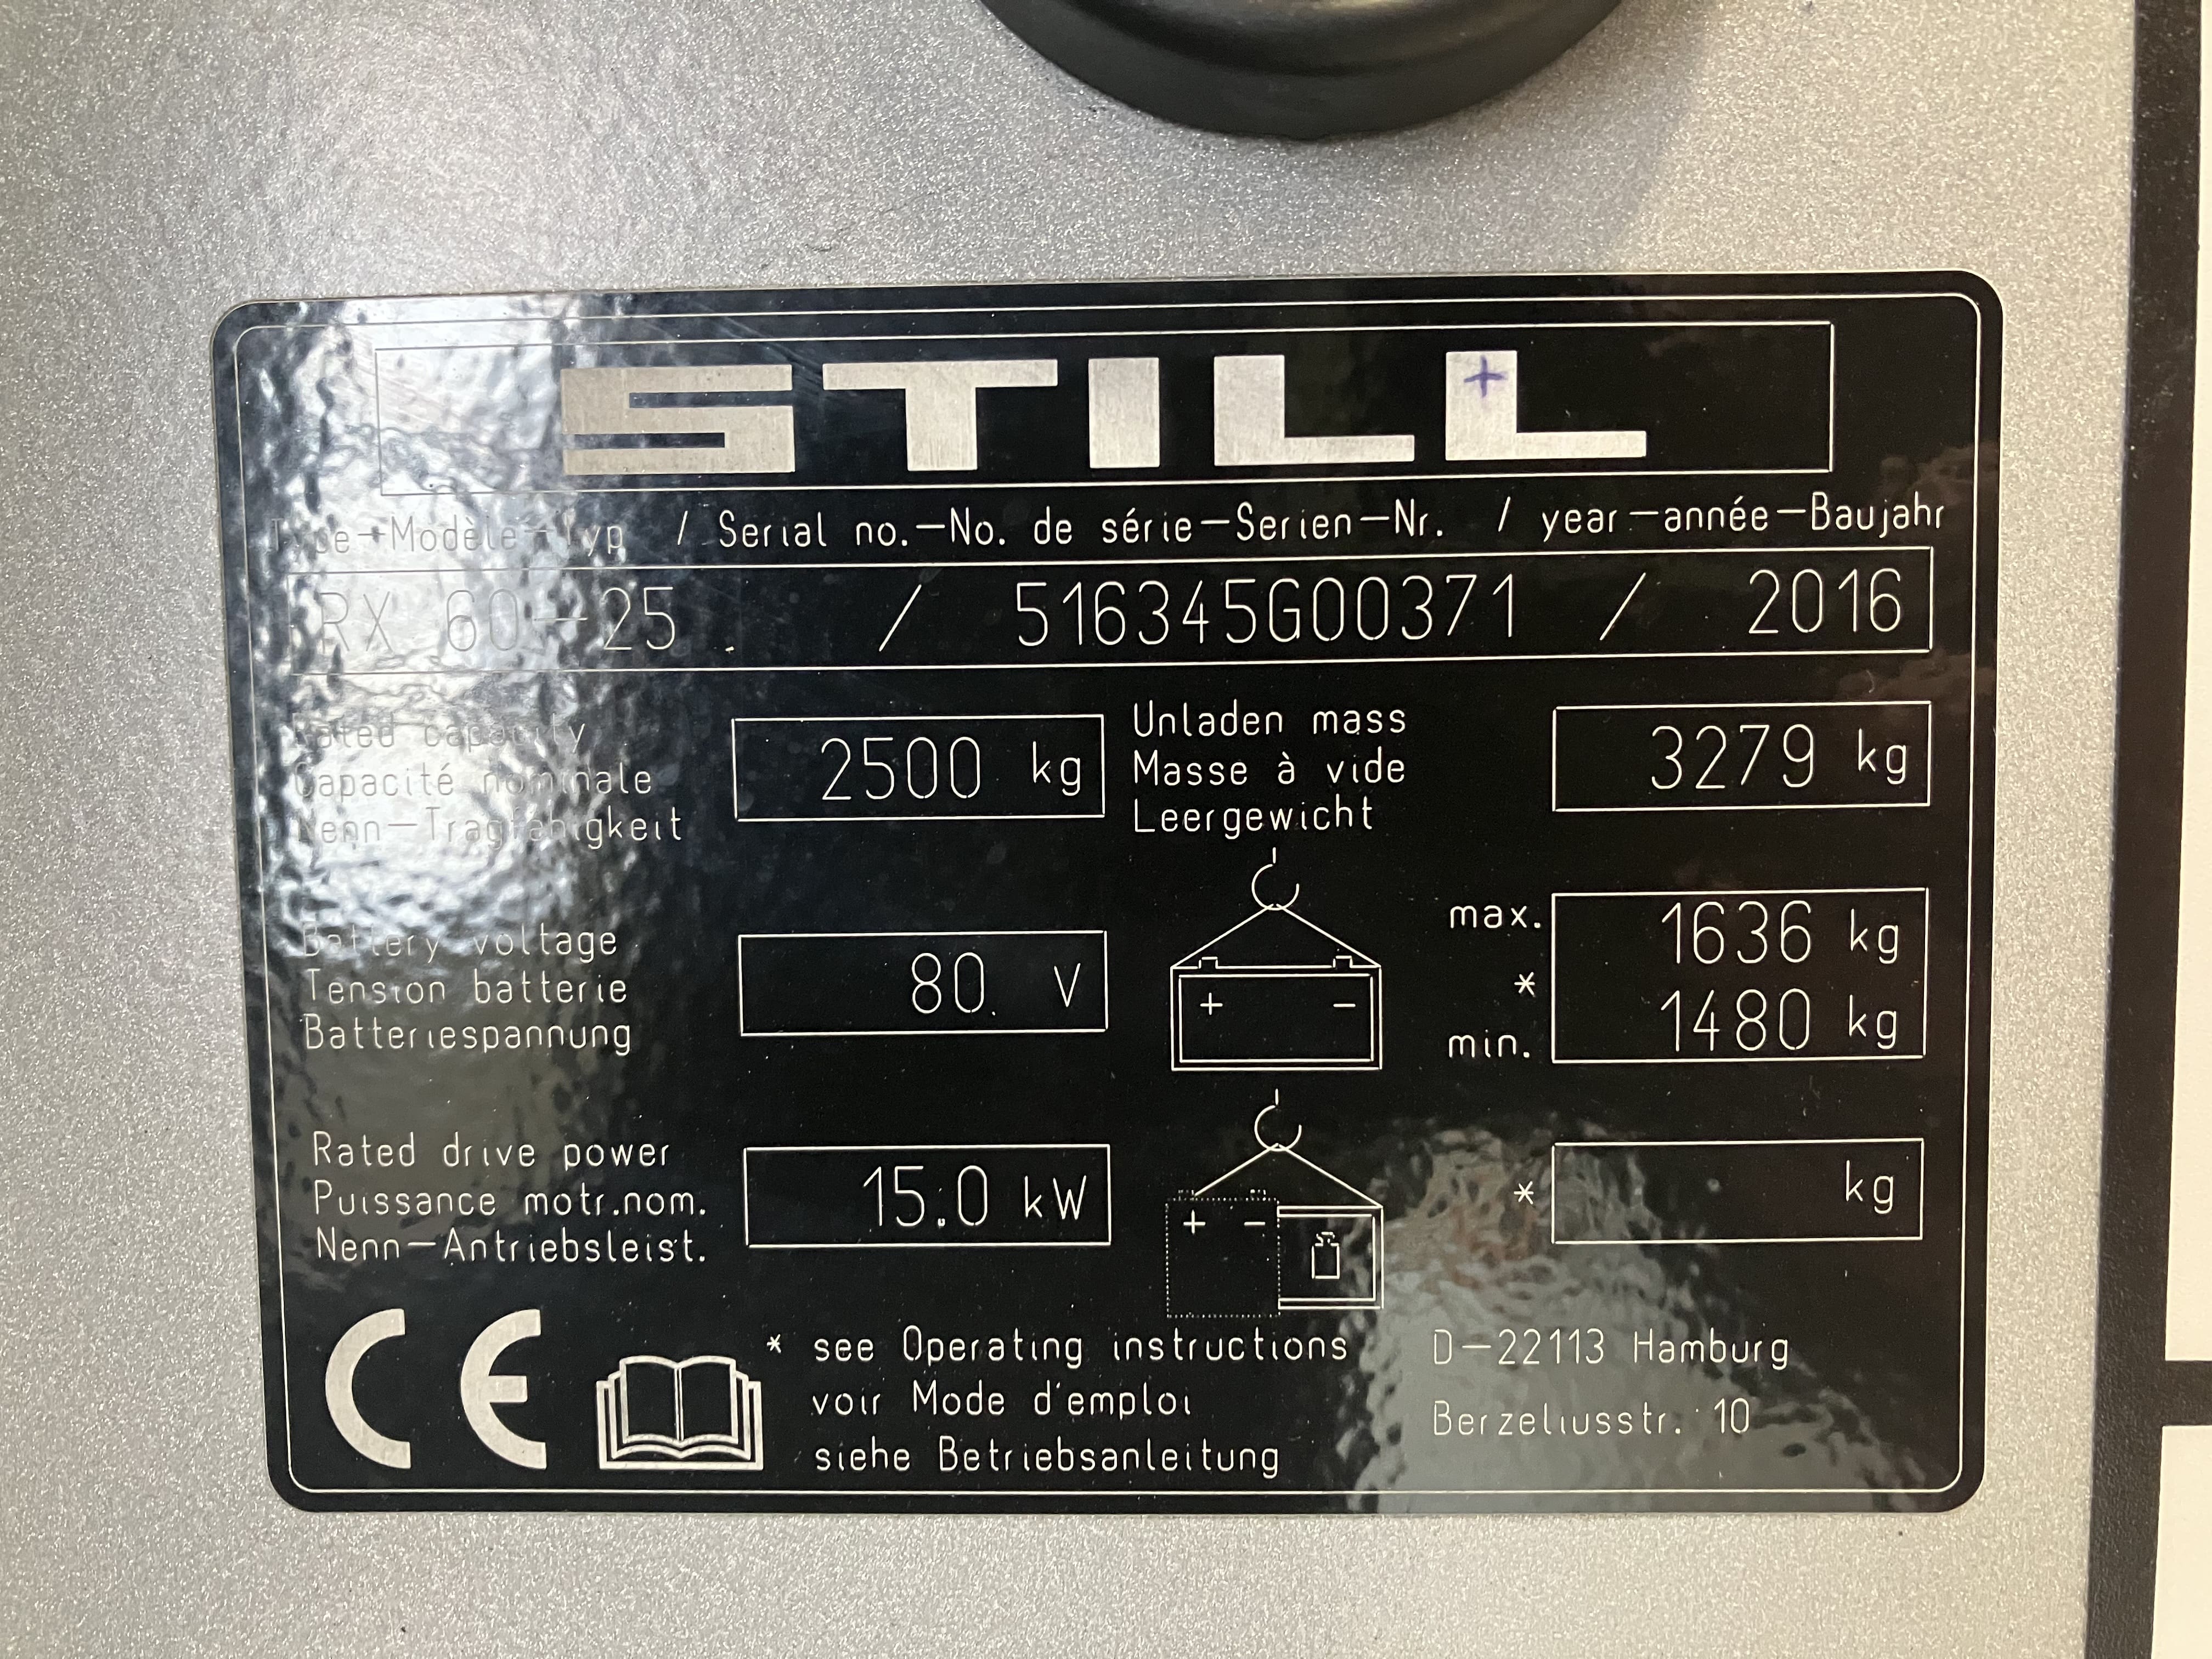 STILL
Type-Modèle-Typ / Serial no.-No. de série-Serien-Nr. / year-année-Baujahr
RX 60-25 / 516345G00371 / 2016
Rated capacity
Capacité nominale
Nenn-Tragfähigkeit
2500 kg
Unladen mass
Masse à vide
Leergewicht
3279 kg
Battery voltage
Tension batterie
Batteriespannung
80 V
+ -
max. 1636 kg
*
min. 1480 kg
Rated drive power
Puissance motr.nom.
Nenn-Antriebsleist.
15.0 kW
+ -
* kg
CE
* see Operating instructions
voir Mode d'emploi
siehe Betriebsanleitung
D-22113 Hamburg
Berzeliusstr. 10